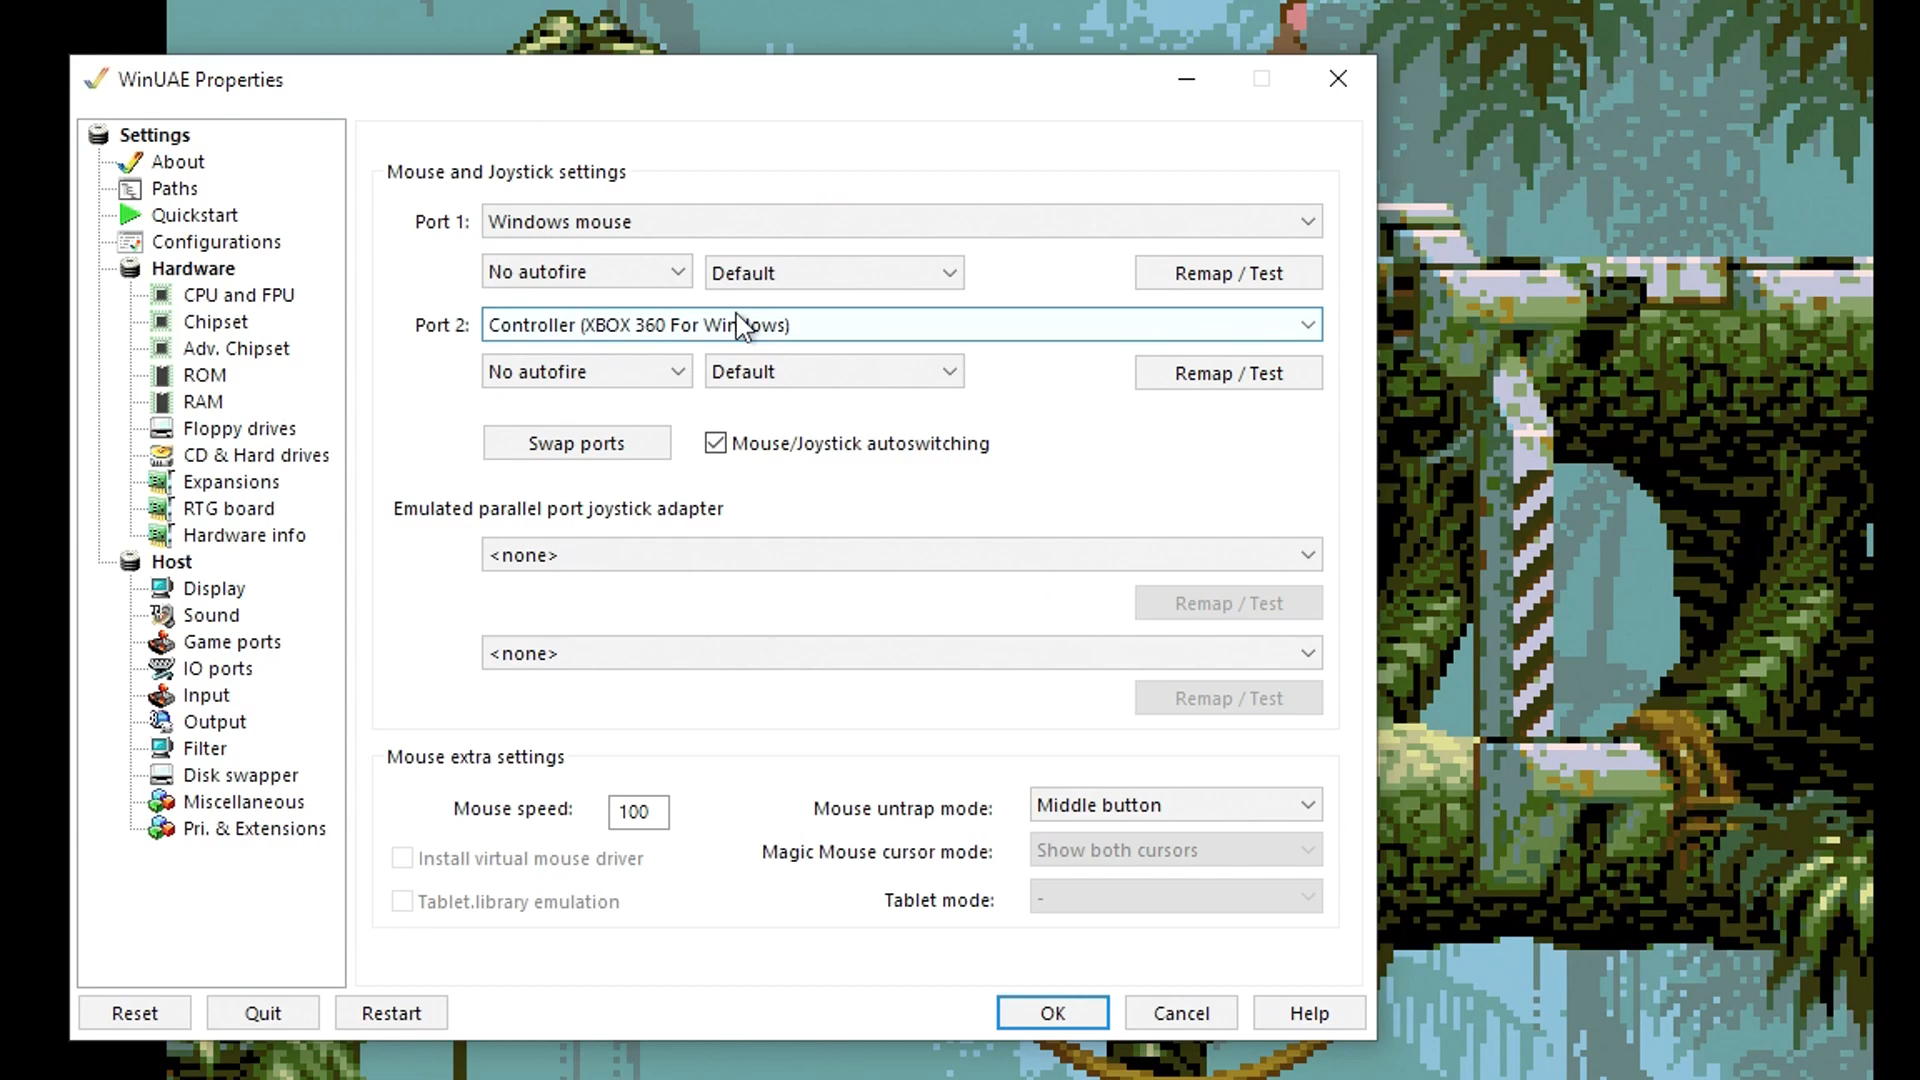 WinUAE Properties
Settings
About
Paths
Quickstart
Configurations
Hardware
CPU and FPU
Chipset
Adv. Chipset
ROM
RAM
Floppy drives
CD & Hard drives
Expansions
RTG board
Hardware info
Host
Display
Sound
Game ports
IO ports
Input
Output
Filter
Disk swapper
Miscellaneous
Pri. & Extensions
Mouse and Joystick settings
Port 1: Windows mouse
No autofire Default Remap / Test
Port 2: Controller (XBOX 360 For Windows)
No autofire Default Remap / Test
Swap ports Mouse/Joystick autoswitching
Emulated parallel port joystick adapter
<none>
Remap / Test
<none>
Remap / Test
Mouse extra settings
Mouse speed: 100 Mouse untrap mode: Middle button
Install virtual mouse driver Magic Mouse cursor mode: Show both cursors
Tablet.library emulation Tablet mode: -
Reset Quit Restart OK Cancel Help